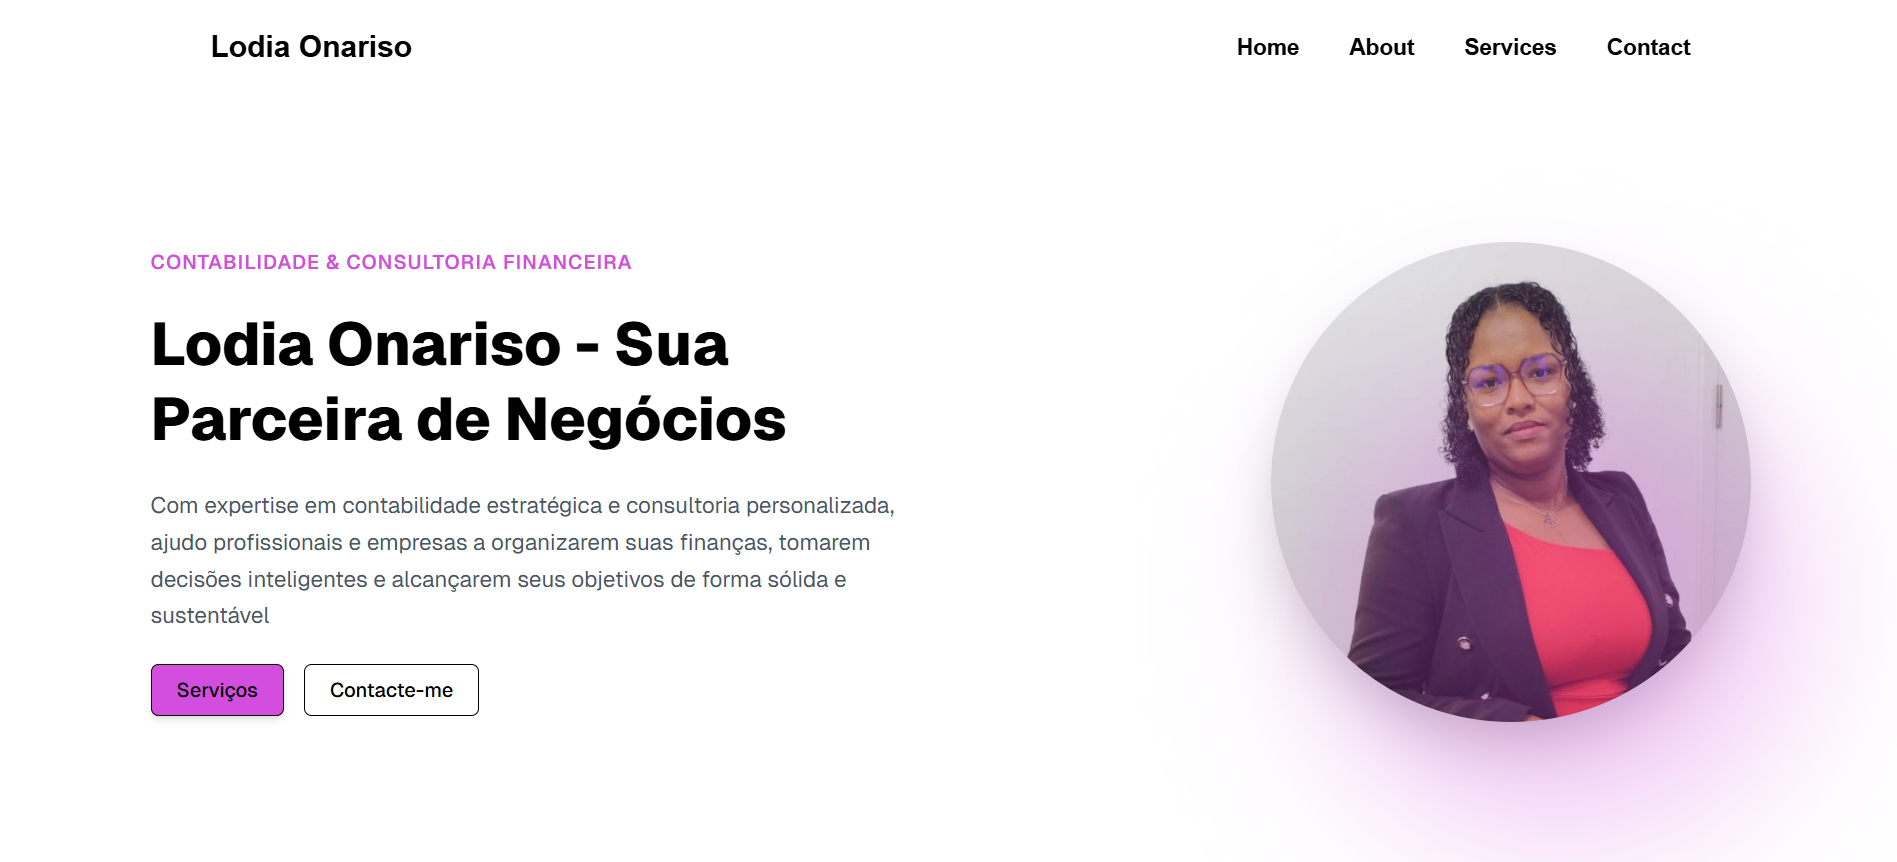 Lodia Onariso
Home About Services Contact
CONTABILIDADE & CONSULTORIA FINANCEIRA
Lodia Onariso - Sua
Parceira de Negócios
Com expertise em contabilidade estratégica e consultoria personalizada,
ajudo profissionais e empresas a organizarem suas finanças, tomarem
decisões inteligentes e alcançarem seus objetivos de forma sólida e
sustentável
Serviços Contacte-me